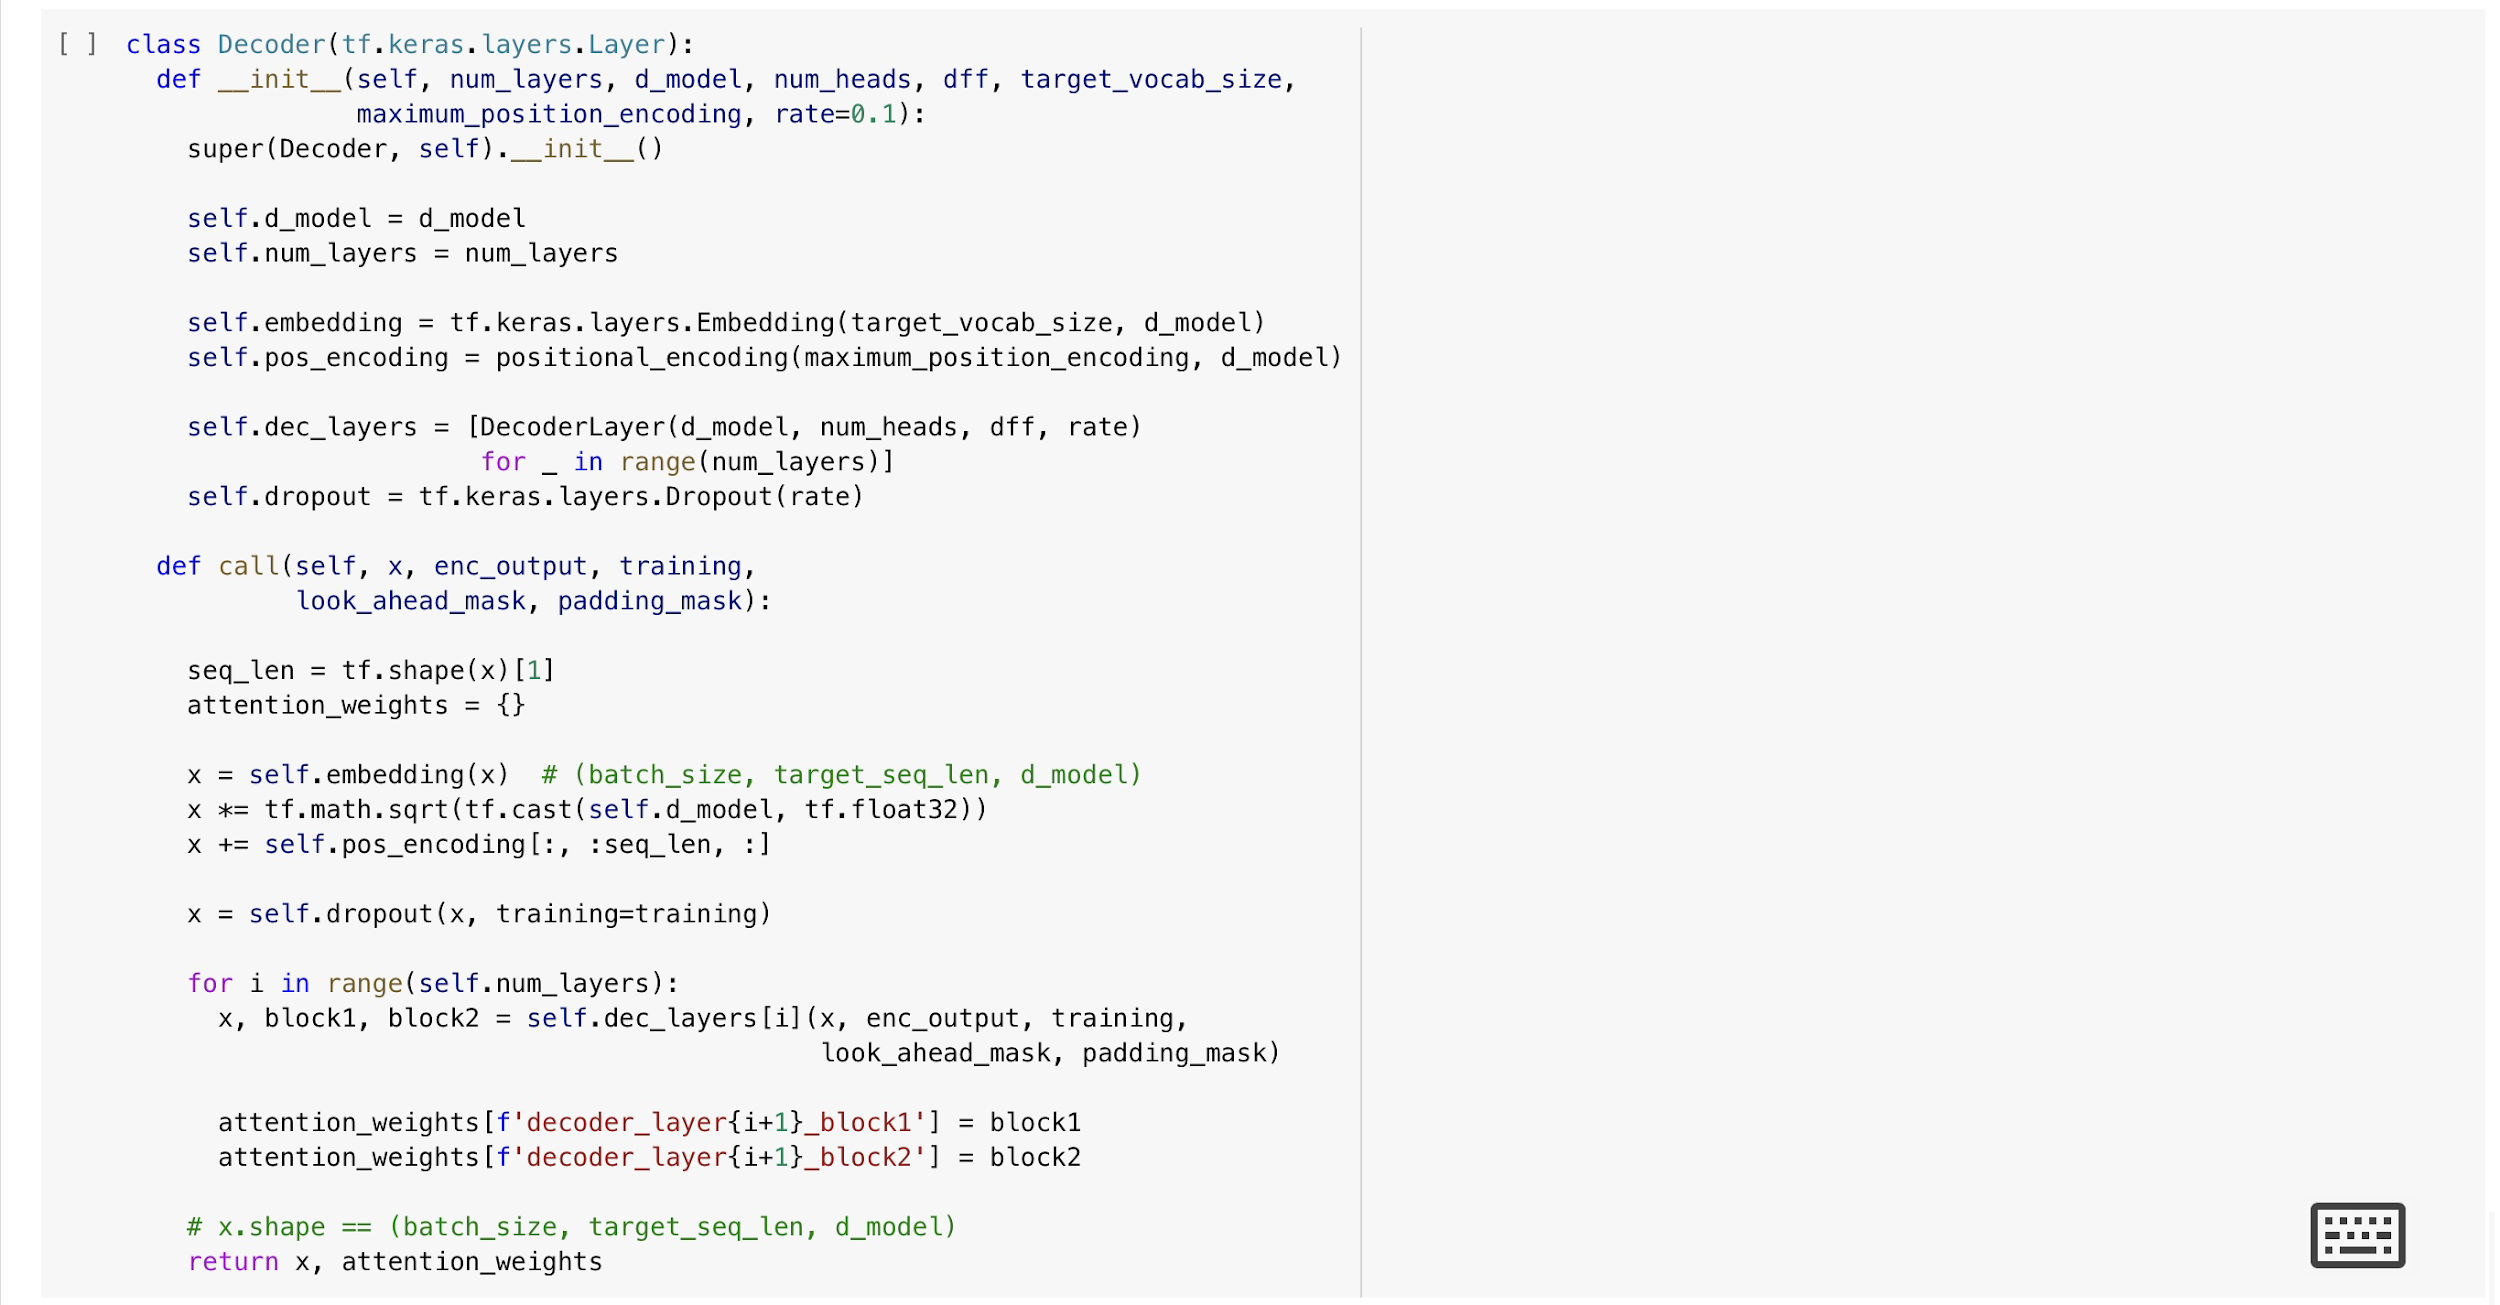 [ ] class Decoder(tf.keras.layers.Layer):
  def __init__(self, num_layers, d_model, num_heads, dff, target_vocab_size,
               maximum_position_encoding, rate=0.1):
    super(Decoder, self).__init__()

    self.d_model = d_model
    self.num_layers = num_layers

    self.embedding = tf.keras.layers.Embedding(target_vocab_size, d_model)
    self.pos_encoding = positional_encoding(maximum_position_encoding, d_model)

    self.dec_layers = [DecoderLayer(d_model, num_heads, dff, rate)
                       for _ in range(num_layers)]
    self.dropout = tf.keras.layers.Dropout(rate)

  def call(self, x, enc_output, training,
           look_ahead_mask, padding_mask):

    seq_len = tf.shape(x)[1]
    attention_weights = {}

    x = self.embedding(x)  # (batch_size, target_seq_len, d_model)
    x *= tf.math.sqrt(tf.cast(self.d_model, tf.float32))
    x += self.pos_encoding[:, :seq_len, :]

    x = self.dropout(x, training=training)

    for i in range(self.num_layers):
      x, block1, block2 = self.dec_layers[i](x, enc_output, training,
                                             look_ahead_mask, padding_mask)

      attention_weights[f'decoder_layer{i+1}_block1'] = block1
      attention_weights[f'decoder_layer{i+1}_block2'] = block2

    # x.shape == (batch_size, target_seq_len, d_model)
    return x, attention_weights